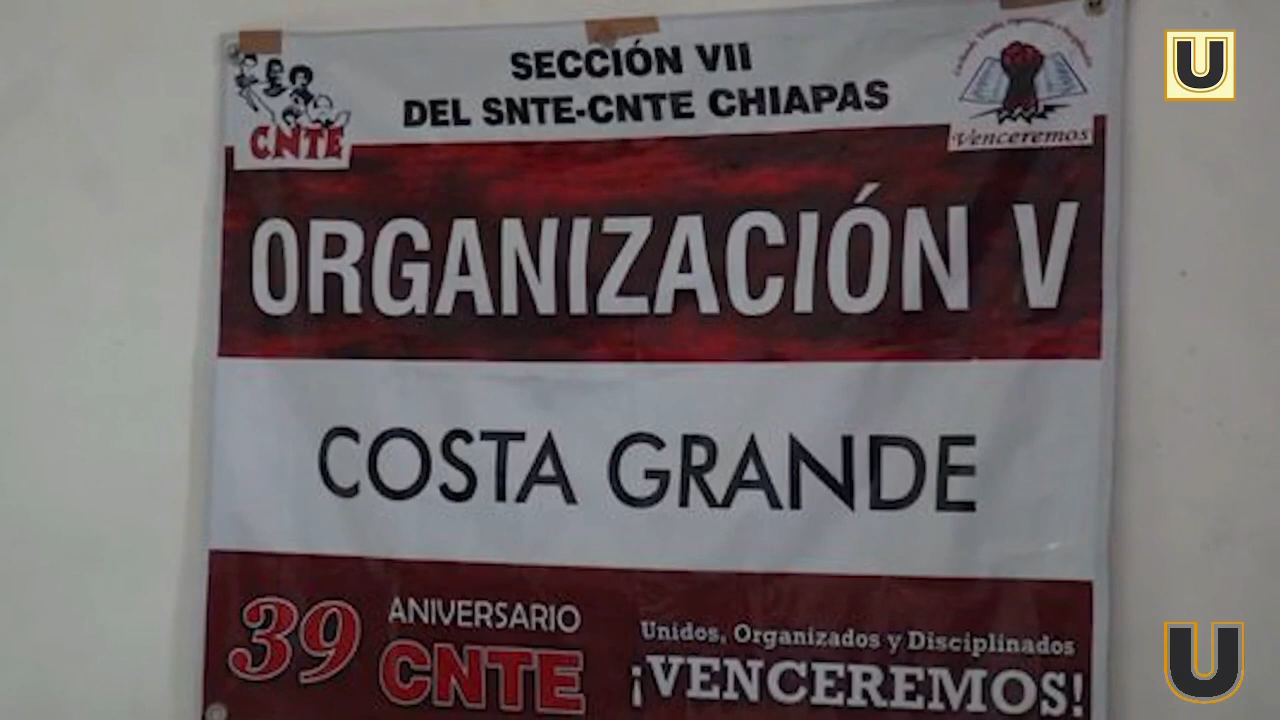 SECCIÓN VII
DEL SNTE-CNTE CHIAPAS
CNTE
Venceremos
ORGANIZACIÓN V
COSTA GRANDE
39 ANIVERSARIO
CNTE
Unidos, Organizados y Disciplinados
¡VENCEREMOS!
U
U